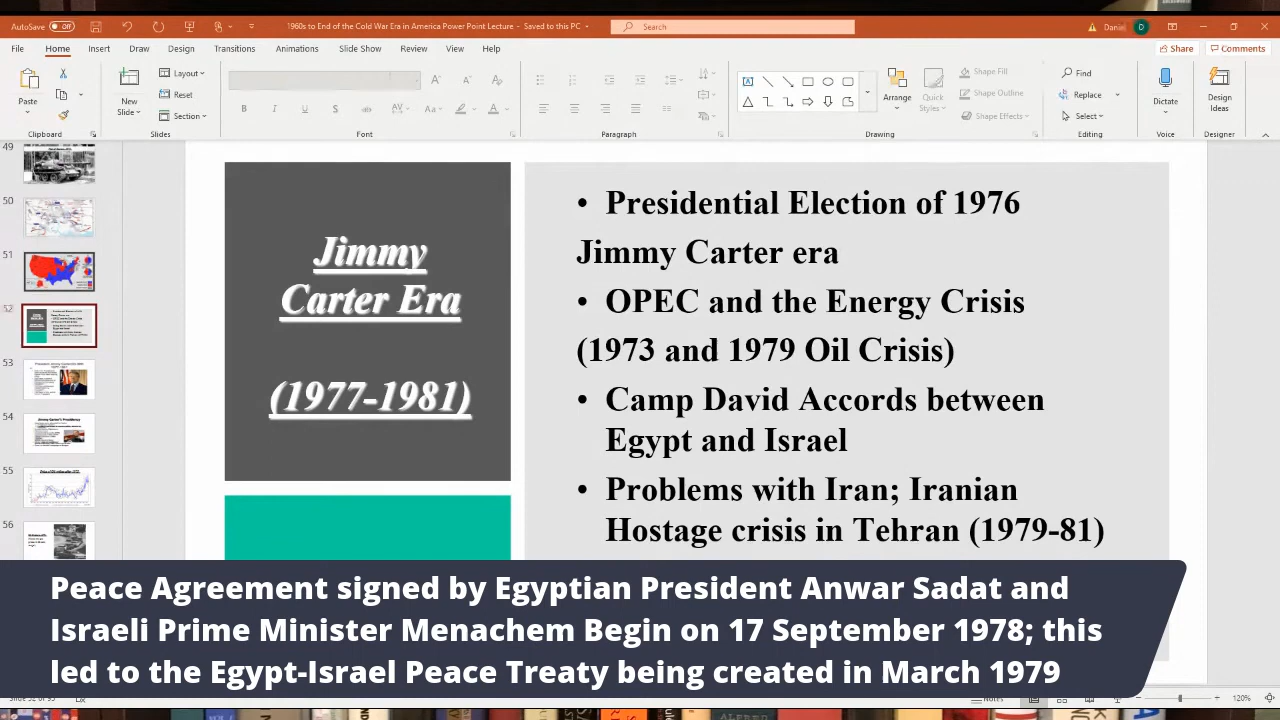 AutoSave Off
1960s to End of the Cold War Era in America Power Point Lecture - Saved to this PC
Search
Daniel D
File Home Insert Draw Design Transitions Animations Slide Show Review View Help
Share Comments
Paste
Clipboard
New
Slide
Layout
Reset
Section
Slides
Font
Paragraph
Arrange
Quick
Styles
Shape Fill
Shape Outline
Shape Effects
Drawing
Find
Replace
Select
Editing
Dictate
Voice
Design
Ideas
Designer
49
50
51
52
53
54
55
56
Jimmy
Carter Era
(1977-1981)
• Presidential Election of 1976
Jimmy Carter era
• OPEC and the Energy Crisis
(1973 and 1979 Oil Crisis)
• Camp David Accords between
Egypt and Israel
• Problems with Iran; Iranian
Hostage crisis in Tehran (1979-81)
Peace Agreement signed by Egyptian President Anwar Sadat and
Israeli Prime Minister Menachem Begin on 17 September 1978; this
led to the Egypt-Israel Peace Treaty being created in March 1979
Notes
120%